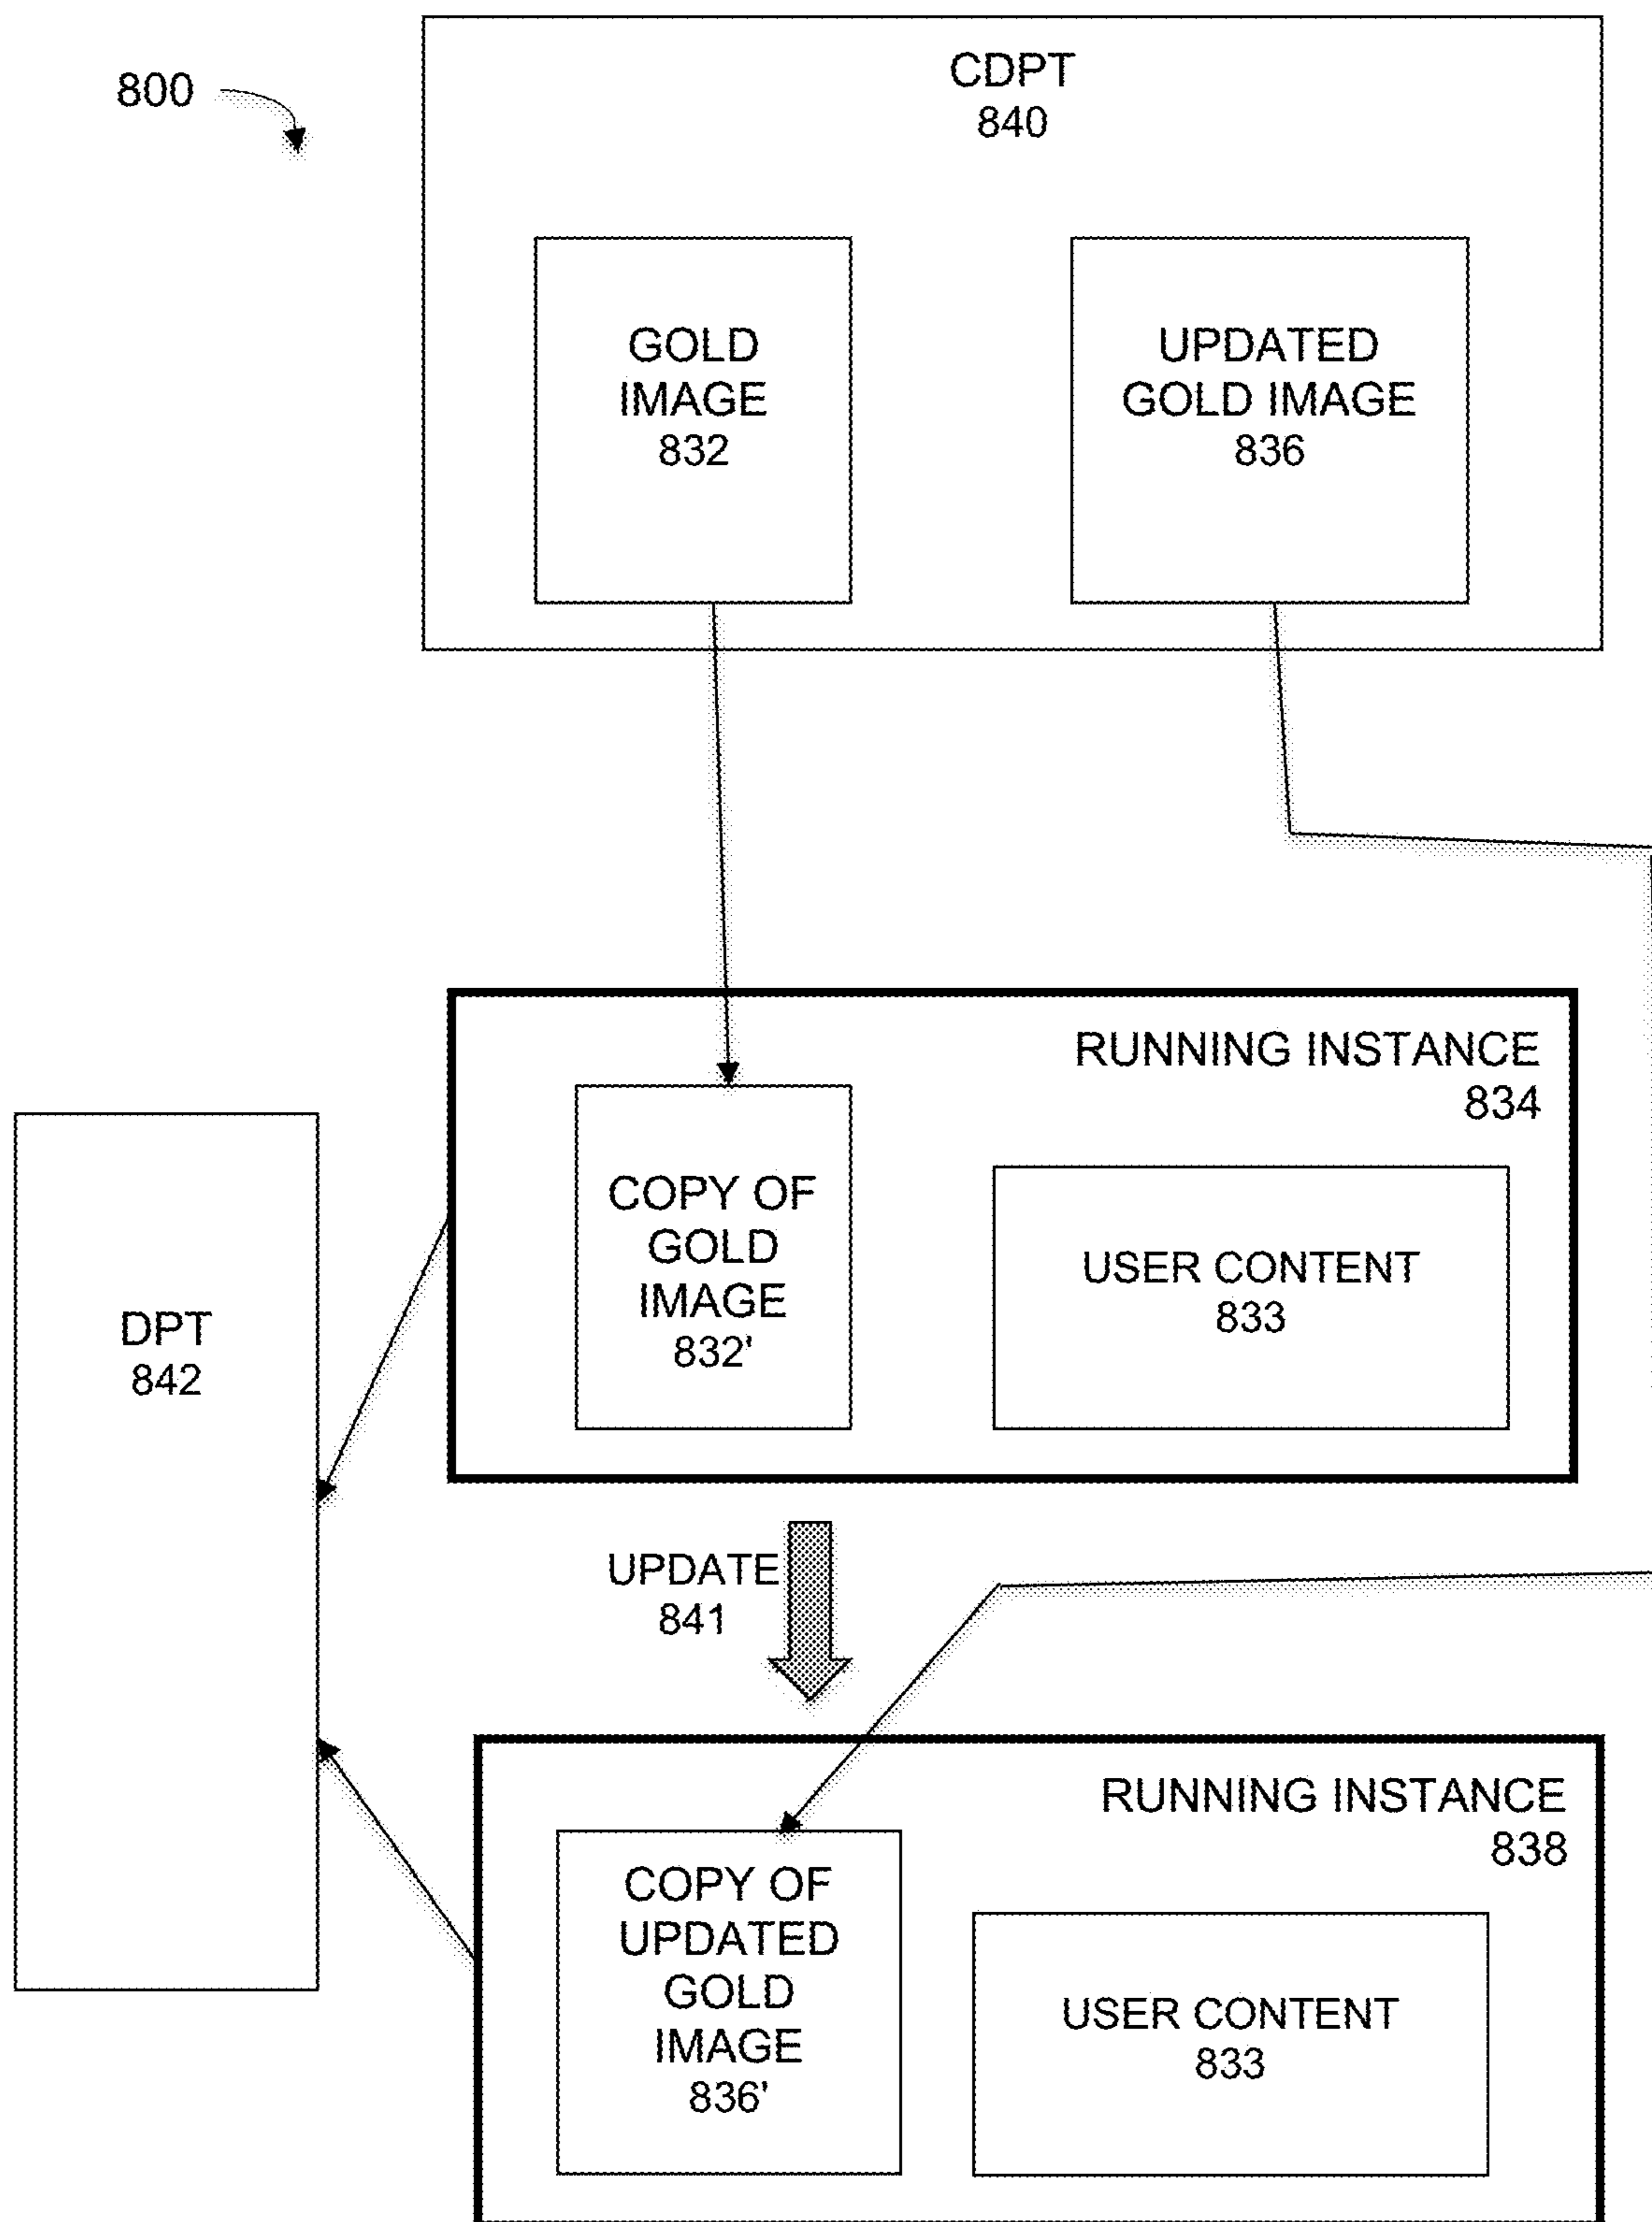 800
CDPT
840
GOLD
IMAGE
832
UPDATED
GOLD IMAGE
836
RUNNING INSTANCE
834
COPY OF
GOLD
IMAGE
832'
USER CONTENT
833
DPT
842
UPDATE
841
RUNNING INSTANCE
838
COPY OF
UPDATED
GOLD
IMAGE
836'
USER CONTENT
833